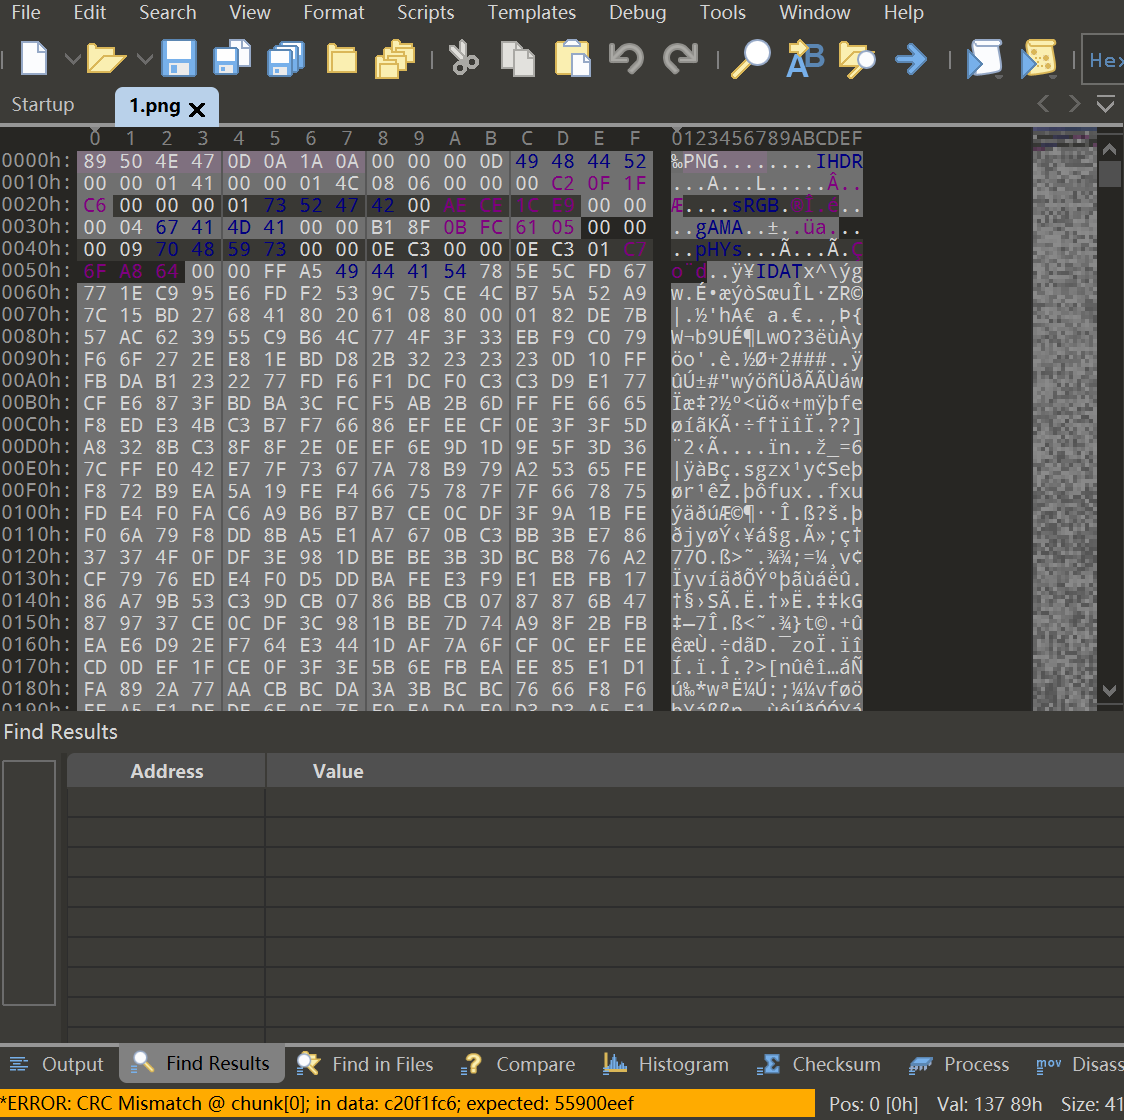 File Edit Search View Format Scripts Templates Debug Tools Window Help
Hex
Startup 1.png
0 1 2 3 4 5 6 7 8 9 A B C D E F 0123456789ABCDEF
0000h: 89 50 4E 47 0D 0A 1A 0A 00 00 00 0D 49 48 44 52 ‰PNG........IHDR
0010h: 00 00 01 41 00 00 01 4C 08 06 00 00 00 C2 0F 1F ...A...L.....Â..
0020h: C6 00 00 00 01 73 52 47 42 00 AE CE 1C E9 00 00 Æ....sRGB.®Î.é..
0030h: 00 04 67 41 4D 41 00 00 B1 8F 0B FC 61 05 00 00 ..gAMA..±..üa...
0040h: 00 09 70 48 59 73 00 00 0E C3 00 00 0E C3 01 C7 ..pHYs...Ã...Ã.Ç
0050h: 6F A8 64 00 00 FF A5 49 44 41 54 78 5E 5C FD 67 o¨d..ÿ¥IDATx^\ýg
0060h: 77 1E C9 95 E6 FD F2 53 9C 75 CE 4C B7 5A 52 A9 w.É•æýòSœuÎL·ZR©
0070h: 7C 15 BD 27 68 41 80 20 61 08 80 00 01 82 DE 7B |.½'hA€ a.€..‚Þ{
0080h: 57 AC 62 39 55 C9 B6 4C 77 4F 3F 33 EB F9 C0 79 W¬b9UÉ¶LwO?3ëùÀy
0090h: F6 6F 27 2E E8 1E BD D8 2B 32 23 23 23 0D 10 FF öo'.è.½Ø+2###..ÿ
00A0h: FB DA B1 23 22 77 FD F6 F1 DC F0 C3 C3 D9 E1 77 ûÚ±#"wýöñÜðÃÃÙáw
00B0h: CF E6 87 3F BD BA 3C FC F5 AB 2B 6D FF FE 66 65 Ïæ‡?½º<üõ«+mÿþfe
00C0h: F8 ED E3 4B C3 B7 F7 66 86 EF EE CF 0E 3F 3F 5D øíãKÃ·÷f†ïîÏ.??]
00D0h: A8 32 8B C3 8F 8F 2E 0E EF 6E 9D 1D 9E 5F 3D 36 ¨2‹Ã....ïn..ž_=6
00E0h: 7C FF E0 42 E7 7F 73 67 7A 78 B9 79 A2 53 65 FE |ÿàBç.sgzx¹y¢Seþ
00F0h: F8 72 B9 EA 5A 19 FE F4 66 75 78 7F 7F 66 78 75 ør¹êZ.þôfux..fxu
0100h: FD E4 F0 FA C6 A9 B6 B7 B7 CE 0C DF 3F 9A 1B FE ýäðúÆ©¶··Î.ß?š.þ
0110h: F0 6A 79 F8 DD 8B A5 E1 A7 67 0B C3 BB 3B E7 86 ðjyøÝ‹¥á§g.Ã»;ç†
0120h: 37 37 4F 0F DF 3E 98 1D BE BE 3B 3D BC B8 76 A2 77O.ß>˜.¾¾;=¼¸v¢
0130h: CF 79 76 ED E4 F0 D5 DD BA FE E3 F9 E1 EB FB 17 Ïyvíäðõݺþãùáëû.
0140h: 86 A7 9B 53 C3 9D CB 07 86 BB CB 07 87 87 6B 47 †§›SÃ.Ë.†»Ë.‡‡kG
0150h: 87 97 37 CE 0C DF 3C 98 1B BE 7D 74 A9 8F 2B FB ‡—7Î.ß<˜.¾}t©.+û
0160h: EA E6 D9 2E F7 64 E3 44 1D AF 7A 6F CF 0C EF EE êæÙ.÷dãD.¯zoÏ.ïî
0170h: CD 0D EF 1F CE 0F 3F 3E 5B 6E FB EA EE 85 E1 D1 Í.ï.Î.?>[nûêî…áÑ
0180h: FA 89 2A 77 AA CB BC DA 3A 3B BC BC 76 66 F8 F6 ú‰*wªË¼Ú:;¼¼vføö
Find Results
Address Value
Output Find Results Find in Files Compare Histogram Checksum Process Disass
*ERROR: CRC Mismatch @ chunk[0]; in data: c20f1fc6; expected: 55900eef Pos: 0 [0h] Val: 137 89h Size: 41